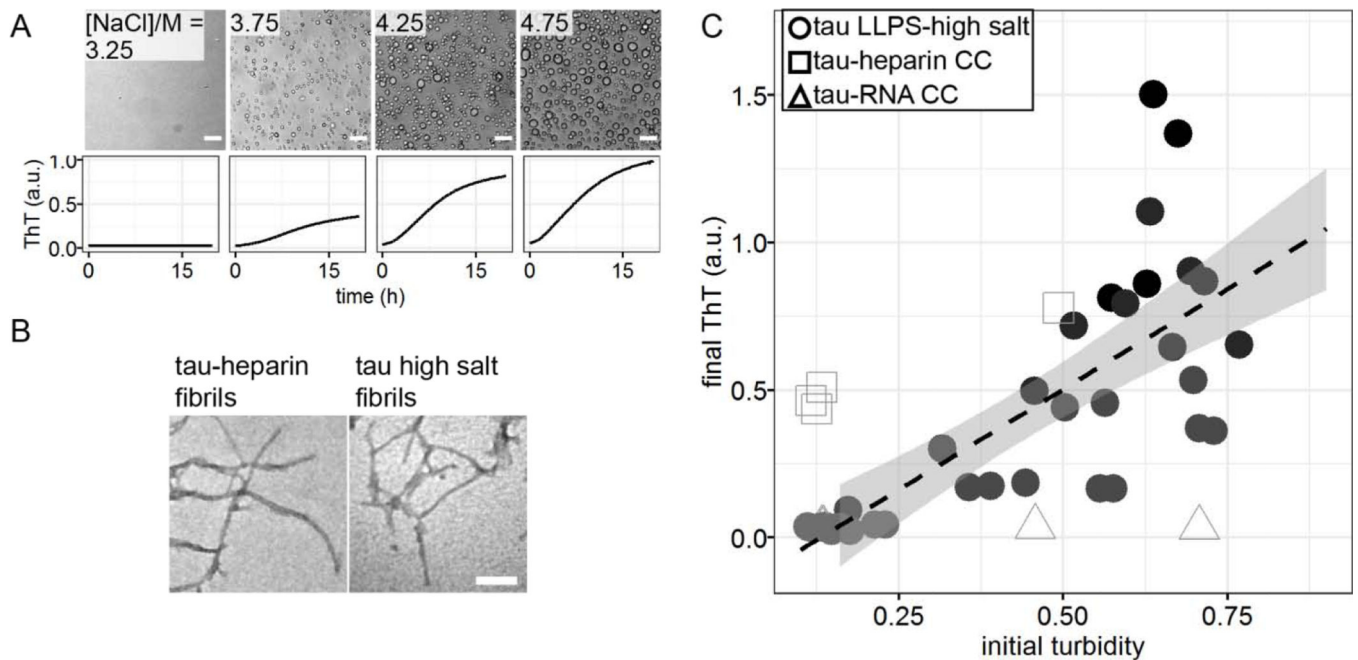 A
[NaCl]/M =
3.25
3.75
4.25
4.75
ThT (a.u.)
1.0
0.5
0.0
0 15
0 15
0 15
0 15
time (h)
B
tau-heparin
fibrils
tau high salt
fibrils
C
tau LLPS-high salt
tau-heparin CC
tau-RNA CC
final ThT (a.u.)
1.5
1.0
0.5
0.0
0.25 0.50 0.75
initial turbidity